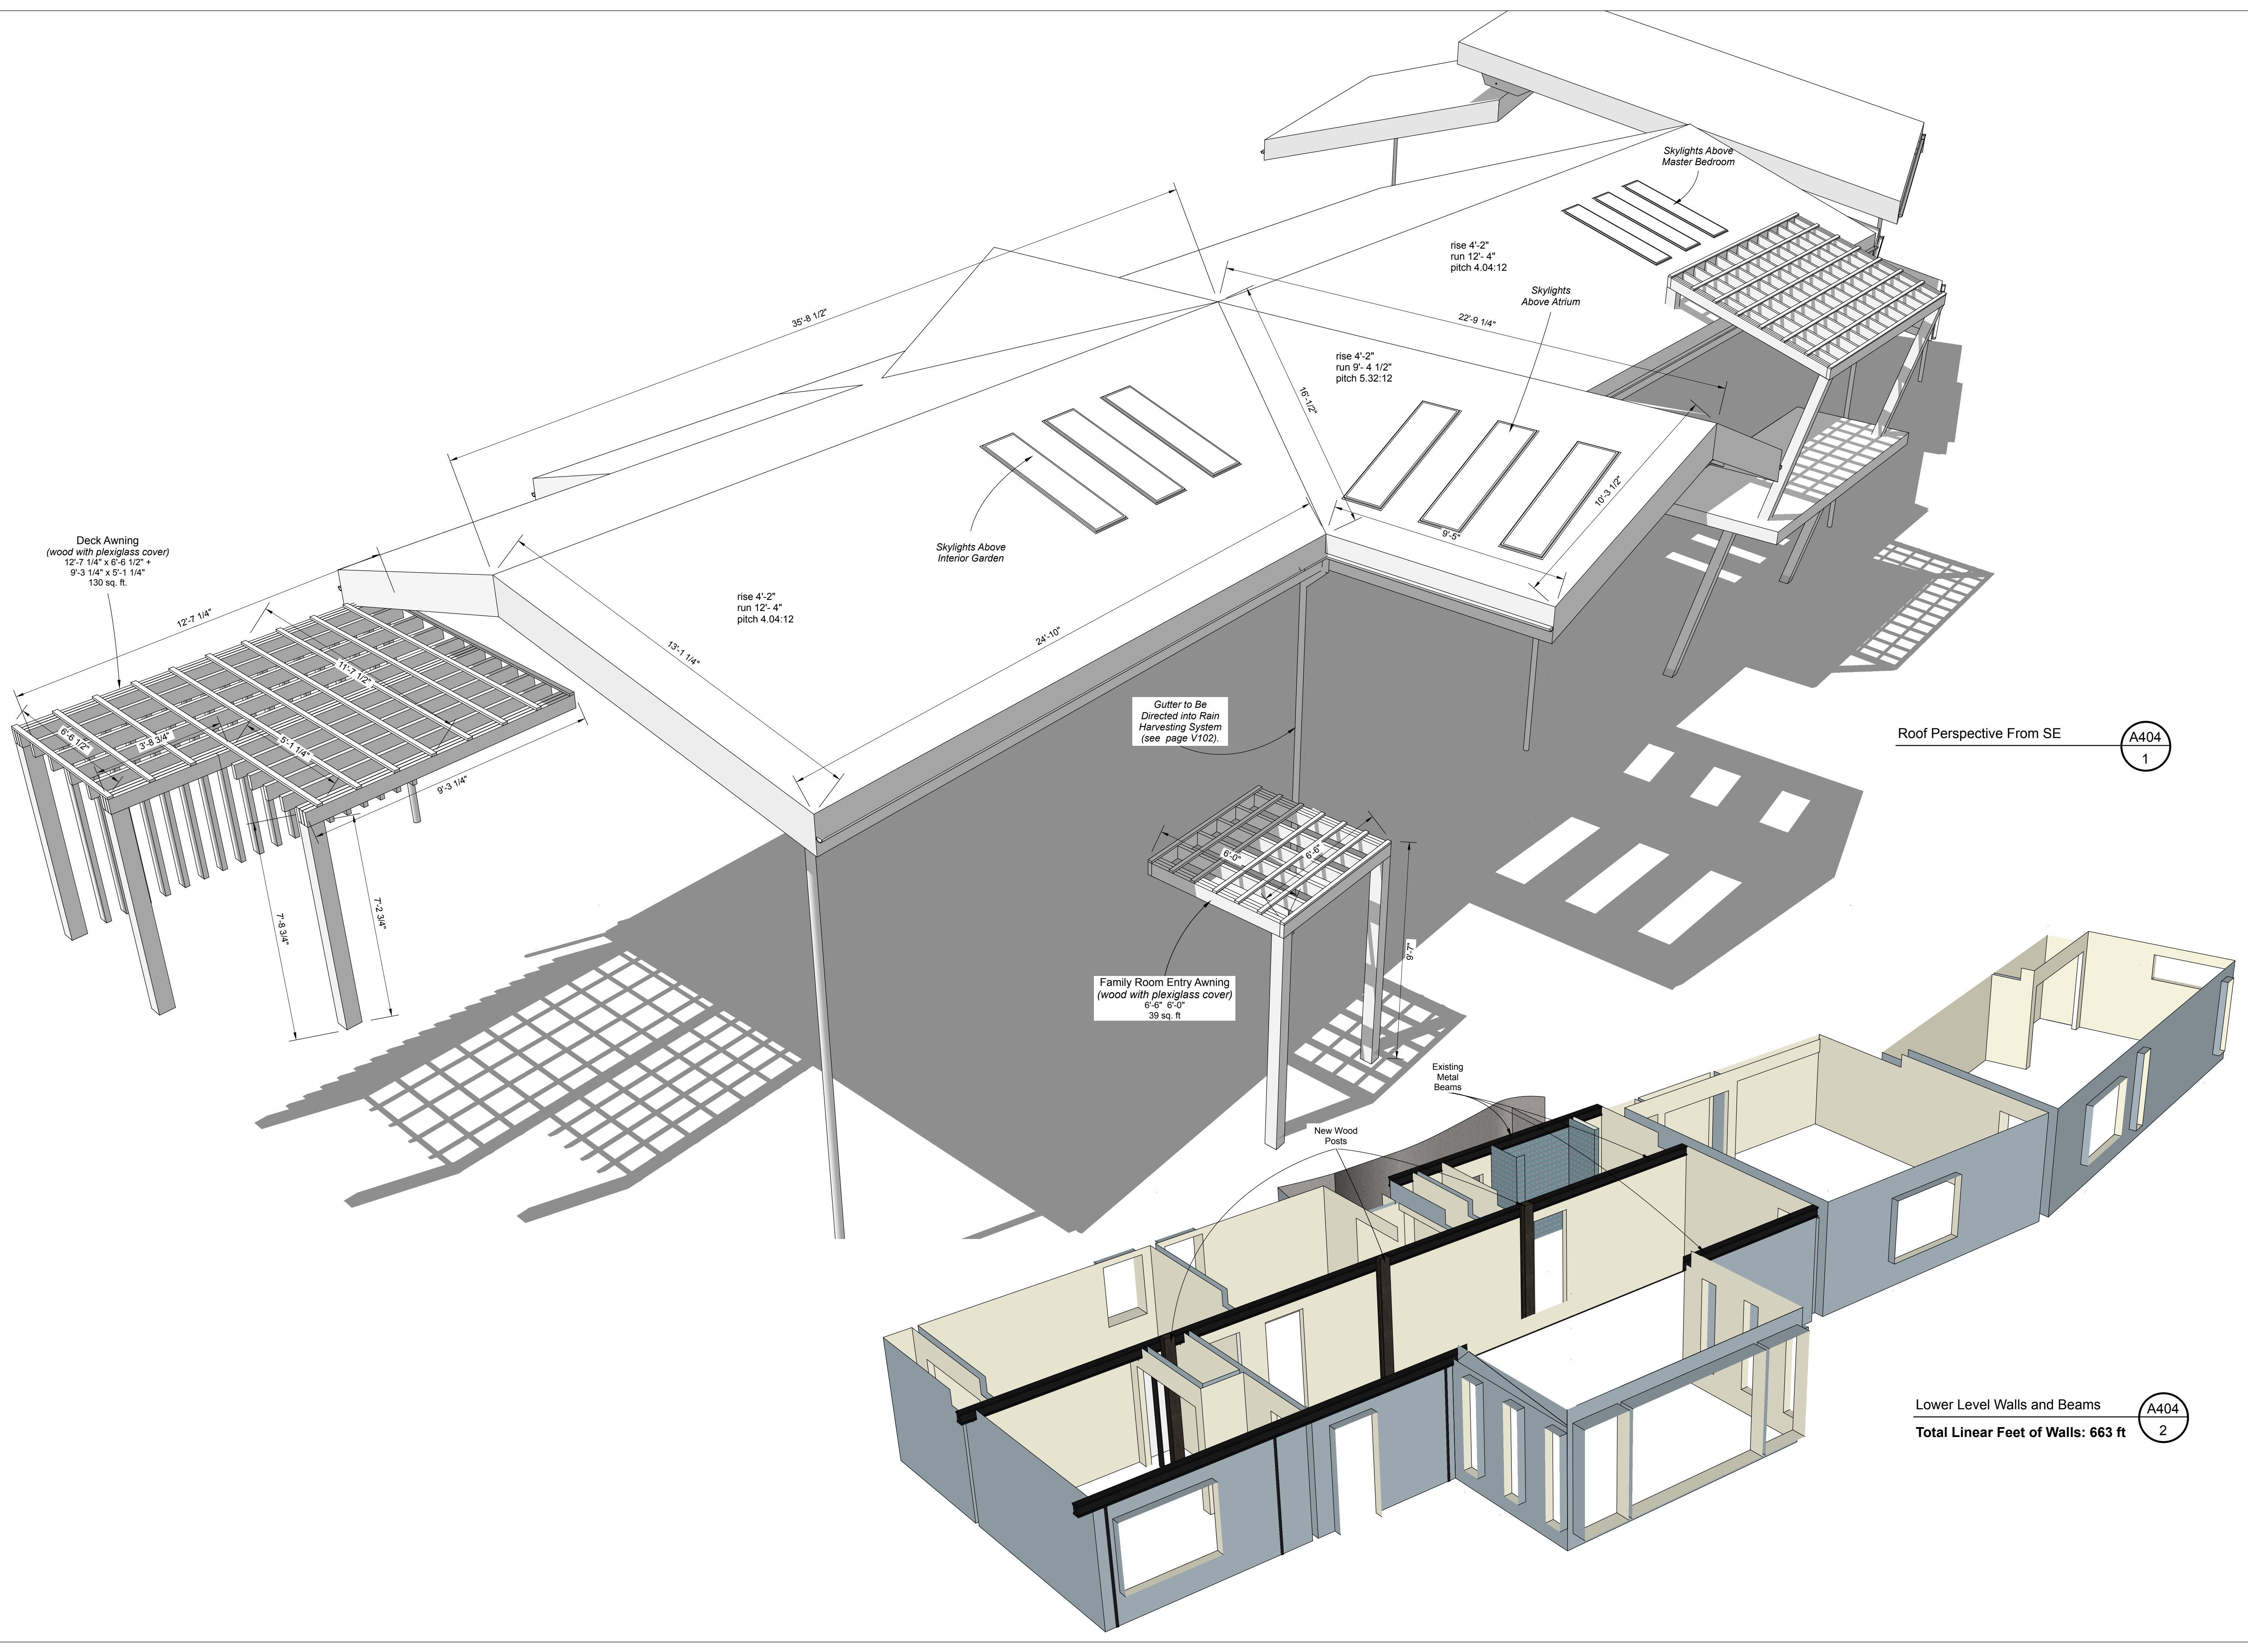 Skylights Above
Master Bedroom
rise 4'-2"
run 12'- 4"
pitch 4.04:12
Skylights
Above Atrium
35'-8 1/2"
22'-9 1/4"
rise 4'-2"
run 9'- 4 1/2"
pitch 5.32:12
16'-1/2"
10'-3 1/2"
9'-5"
Skylights Above
Interior Garden
Deck Awning
(wood with plexiglass cover)
12'-7 1/4" x 6'-6 1/2" +
9'-3 1/4" x 5'-1 1/4"
130 sq. ft.
12'-7 1/4"
rise 4'-2"
run 12'- 4"
pitch 4.04:12
13'-1 1/4"
24'-10"
11'-7 1/2"
6'-6 1/2"
3'-8 3/4"
5'-1 1/4"
9'-3 1/4"
7'-8 3/4"
7'-2 3/4"
Gutter to Be
Directed into Rain
Harvesting System
(see page V102).
Roof Perspective From SE
A404
1
6'-0"
6'-6"
9'-7"
Family Room Entry Awning
(wood with plexiglass cover)
6'-6" 6'-0"
39 sq. ft
Existing
Metal
Beams
New Wood
Posts
Lower Level Walls and Beams
Total Linear Feet of Walls: 663 ft
A404
2